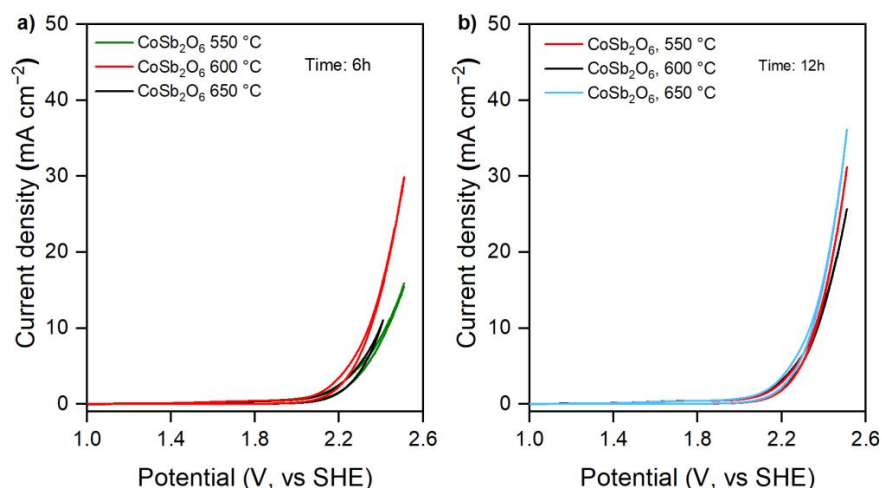 a)
CoSb₂O₆ 550 °C
CoSb₂O₆ 600 °C
CoSb₂O₆ 650 °C
Time: 6h
50
40
30
20
10
0
Current density (mA cm⁻²)
1.0 1.4 1.8 2.2 2.6
Potential (V, vs SHE)
b)
CoSb₂O₆, 550 °C
CoSb₂O₆, 600 °C
CoSb₂O₆, 650 °C
Time: 12h
50
40
30
20
10
0
Current density (mA cm⁻²)
1.0 1.4 1.8 2.2 2.6
Potential (V, vs SHE)